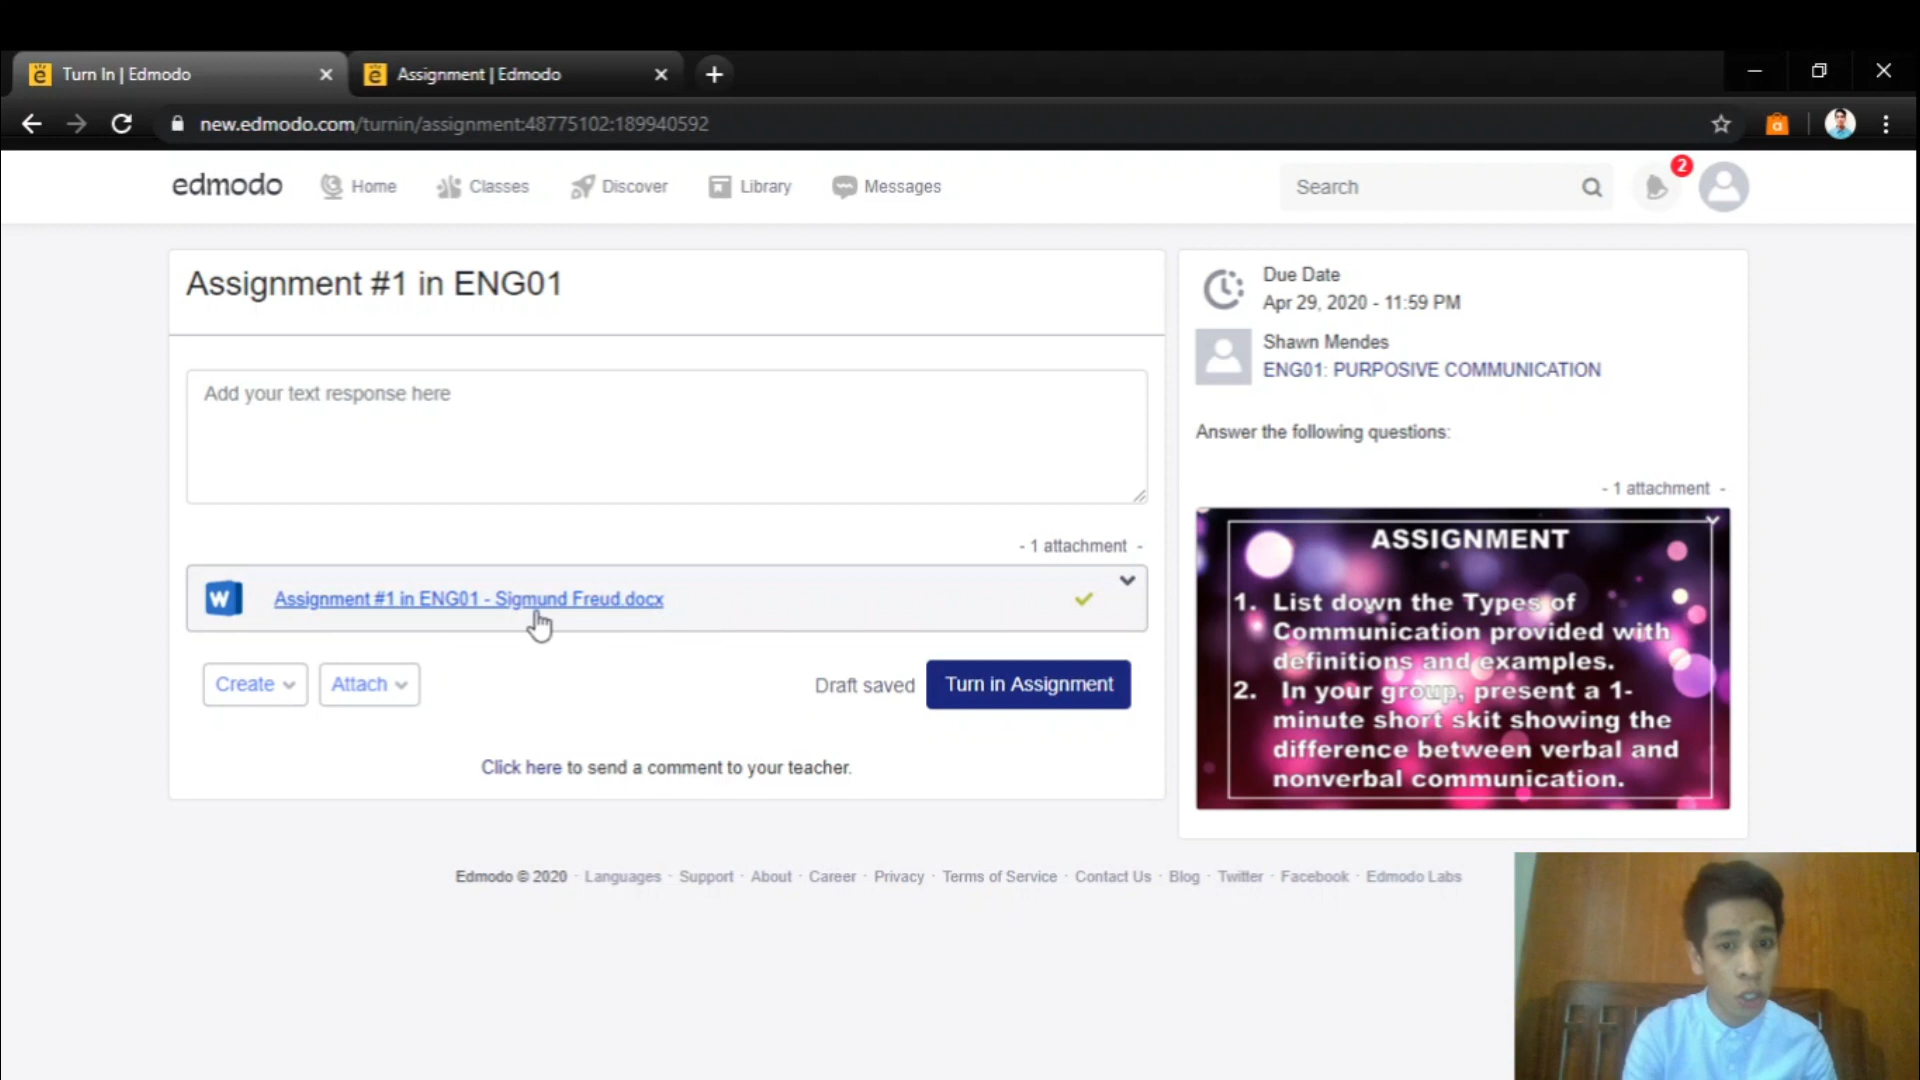 Turn In | Edmodo
Assignment | Edmodo
new.edmodo.com/turnin/assignment:48775102:189940592
edmodo
Home
Classes
Discover
Library
Messages
Search
2
Assignment #1 in ENG01
Add your text response here
- 1 attachment -
W
Assignment #1 in ENG01 - Sigmund Freud.docx
Create
Attach
Draft saved
Turn in Assignment
Click here to send a comment to your teacher.
Due Date
Apr 29, 2020 - 11:59 PM
Shawn Mendes
ENG01: PURPOSIVE COMMUNICATION
Answer the following questions:
- 1 attachment -
ASSIGNMENT
1. List down the Types of
Communication provided with
definitions and examples.
2. In your group, present a 1-
minute short skit showing the
difference between verbal and
nonverbal communication.
Edmodo © 2020 · Languages · Support · About · Career · Privacy · Terms of Service · Contact Us · Blog · Twitter · Facebook · Edmodo Labs